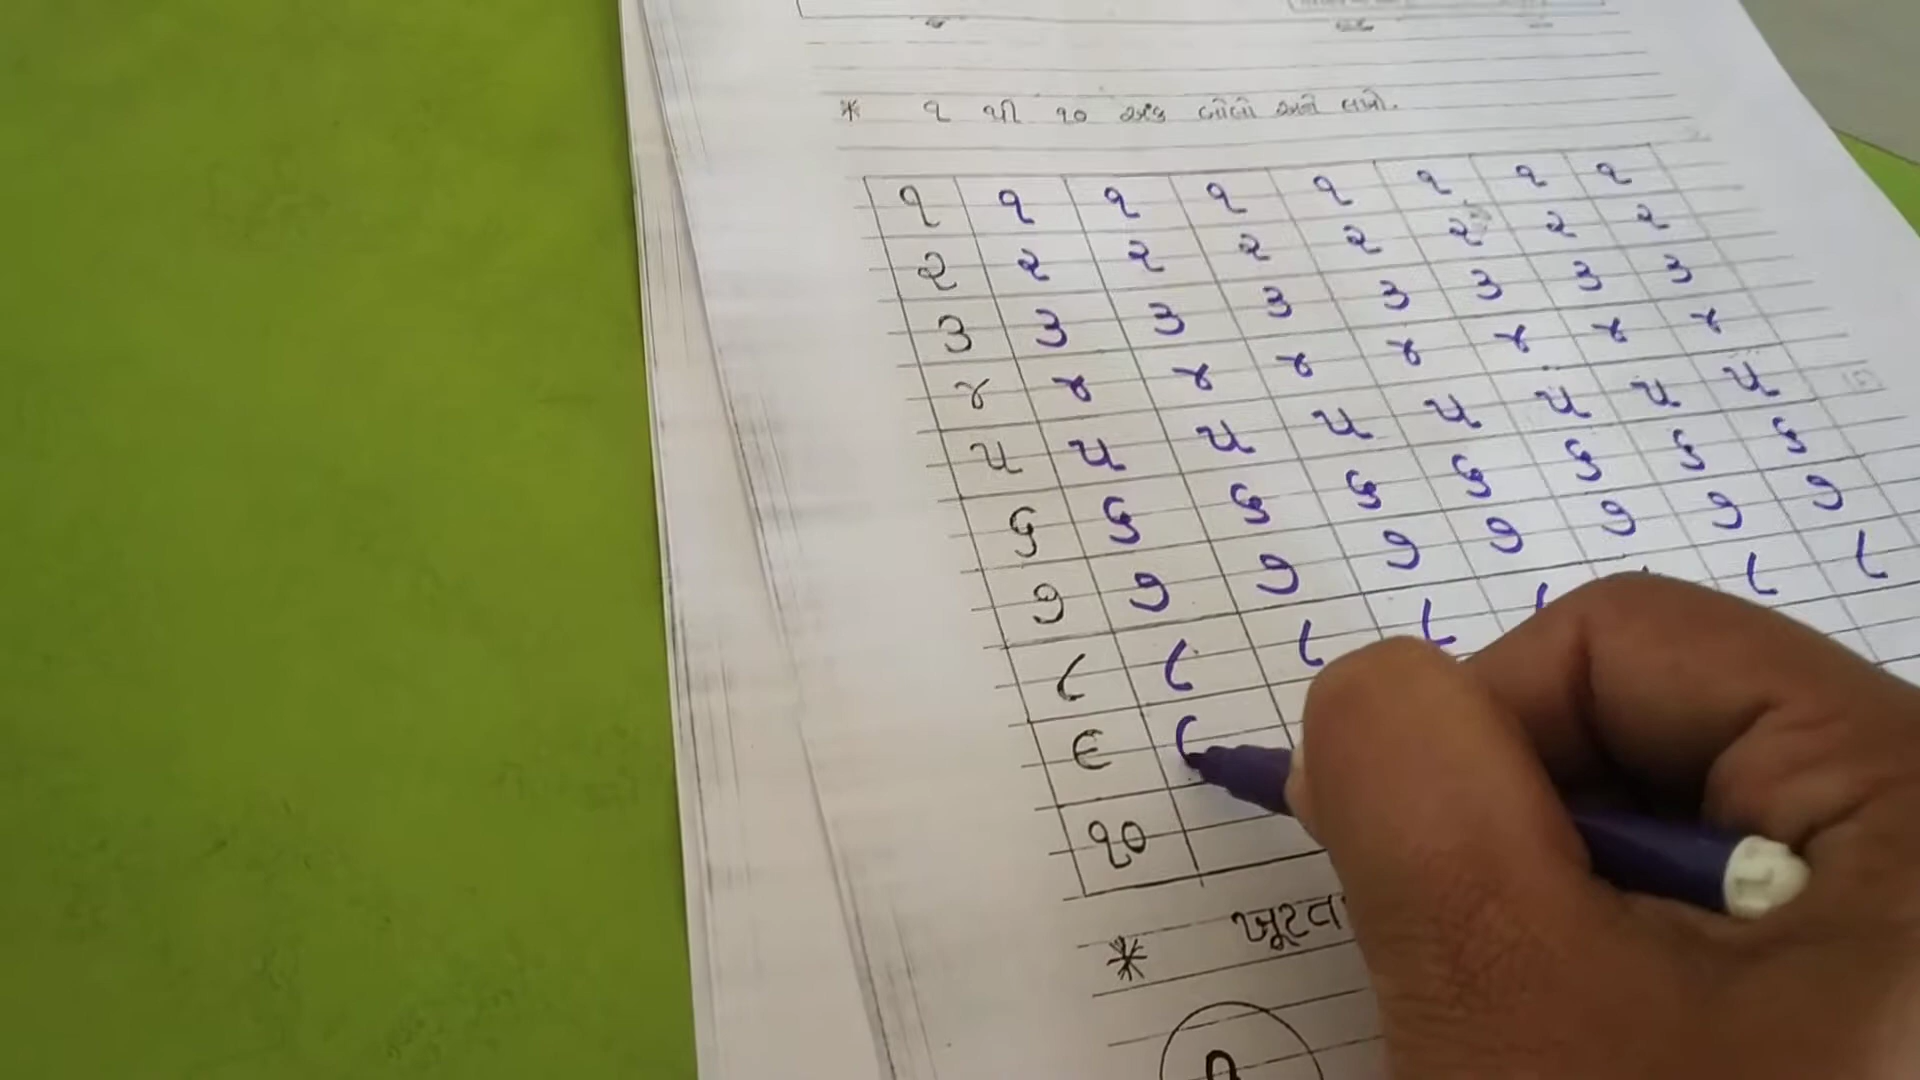 * ૧ થી ૧૦ અંક બોલો અને લખો.
૧ ૧ ૧ ૧ ૧ ૧ ૧ ૧
૨ ૨ ૨ ૨ ૨ ૨ ૨ ૨
૩ ૩ ૩ ૩ ૩ ૩ ૩ ૩
૪ ૪ ૪ ૪ ૪ ૪ ૪ ૪
૫ ૫ ૫ ૫ ૫ ૫ ૫ ૫
૬ ૬ ૬ ૬ ૬ ૬ ૬ ૬
૭ ૭ ૭ ૭ ૭ ૭ ૭ ૭
૮ ૮ ૮ ૮ ૮ ૮
૯
૧૦
*